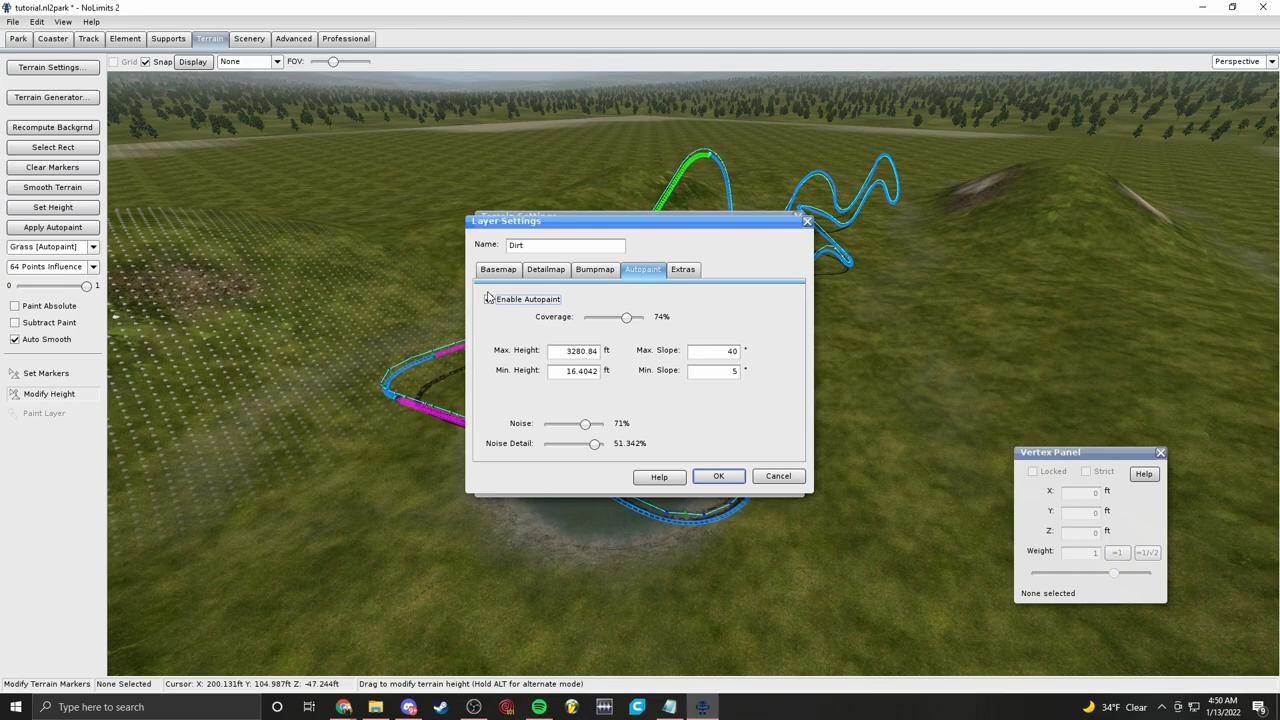 tutorial.nl2park * - NoLimits 2
File Edit View Help
Park Coaster Track Element Supports Terrain Scenery Advanced Professional
Terrain Settings... Grid Snap Display None FOV: Perspective
Terrain Generator...
Recompute Backgrnd
Select Rect
Clear Markers
Smooth Terrain
Set Height
Apply Autopaint
Grass [Autopaint]
64 Points Influence
0 1
Paint Absolute
Subtract Paint
Auto Smooth
Set Markers
Modify Height
Paint Layer
Layer Settings
Name: Dirt
Basemap Detailmap Bumpmap Autopaint Extras
Enable Autopaint
Coverage: 74%
Max. Height: 3280.84 ft Max. Slope: 40 °
Min. Height: 16.4042 ft Min. Slope: 5 °
Noise: 71%
Noise Detail: 51.342%
Help OK Cancel
Vertex Panel
Locked Strict Help
X: 0 ft
Y: 0 ft
Z: 0 ft
Weight: 1 =1 =1/√2
None selected
Modify Terrain Markers None Selected Cursor: X: 200.131ft Y: 104.987ft Z: -47.244ft Drag to modify terrain height (Hold ALT for alternate mode)
Type here to search 34°F Clear 4:50 AM
1/13/2022